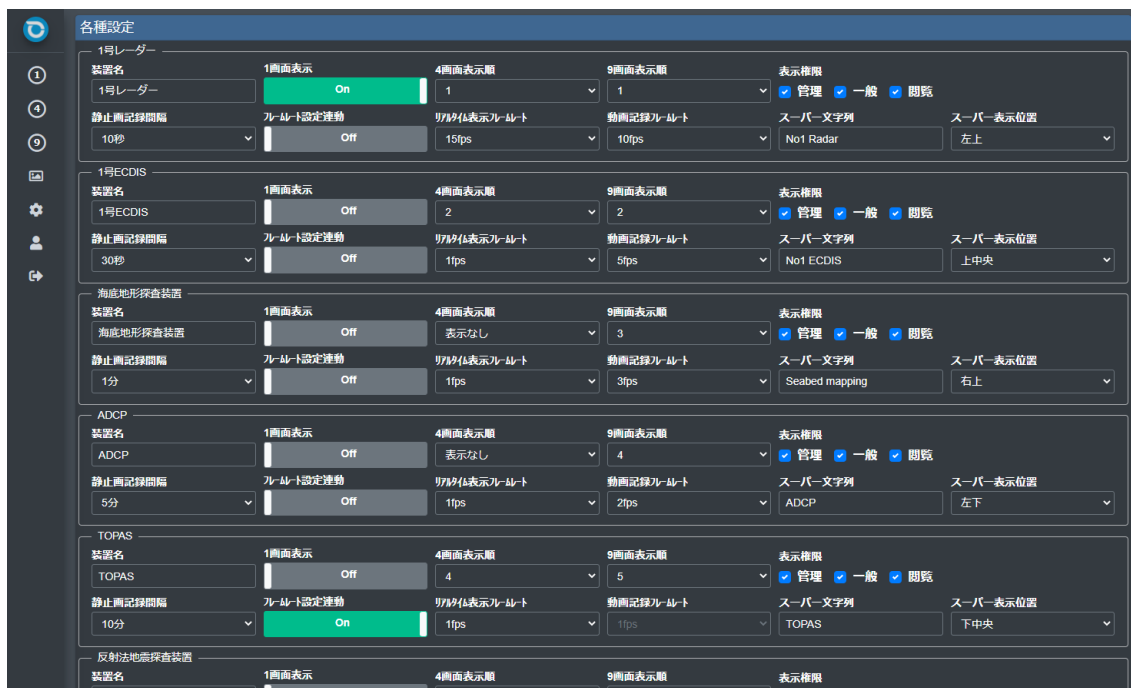 各種設定
1号レーダー
装置名 1画面表示 4画面表示順 9画面表示順 表示権限
1号レーダー On 1 1 管理 一般 閲覧
静止画記録間隔 フレームレート設定連動 リアルタイム表示フレームレート 動画記録フレームレート スーパー文字列 スーパー表示位置
10秒 Off 15fps 10fps No1 Radar 左上
1号ECDIS
装置名 1画面表示 4画面表示順 9画面表示順 表示権限
1号ECDIS Off 2 2 管理 一般 閲覧
静止画記録間隔 フレームレート設定連動 リアルタイム表示フレームレート 動画記録フレームレート スーパー文字列 スーパー表示位置
30秒 Off 1fps 5fps No1 ECDIS 上中央
海底地形探査装置
装置名 1画面表示 4画面表示順 9画面表示順 表示権限
海底地形探査装置 Off 表示なし 3 管理 一般 閲覧
静止画記録間隔 フレームレート設定連動 リアルタイム表示フレームレート 動画記録フレームレート スーパー文字列 スーパー表示位置
1分 Off 1fps 3fps Seabed mapping 右上
ADCP
装置名 1画面表示 4画面表示順 9画面表示順 表示権限
ADCP Off 表示なし 4 管理 一般 閲覧
静止画記録間隔 フレームレート設定連動 リアルタイム表示フレームレート 動画記録フレームレート スーパー文字列 スーパー表示位置
5分 Off 1fps 2fps ADCP 左下
TOPAS
装置名 1画面表示 4画面表示順 9画面表示順 表示権限
TOPAS Off 4 5 管理 一般 閲覧
静止画記録間隔 フレームレート設定連動 リアルタイム表示フレームレート 動画記録フレームレート スーパー文字列 スーパー表示位置
10分 On 1fps 1fps TOPAS 下中央
反射法地震探査装置
装置名 1画面表示 4画面表示順 9画面表示順 表示権限
1
4
9